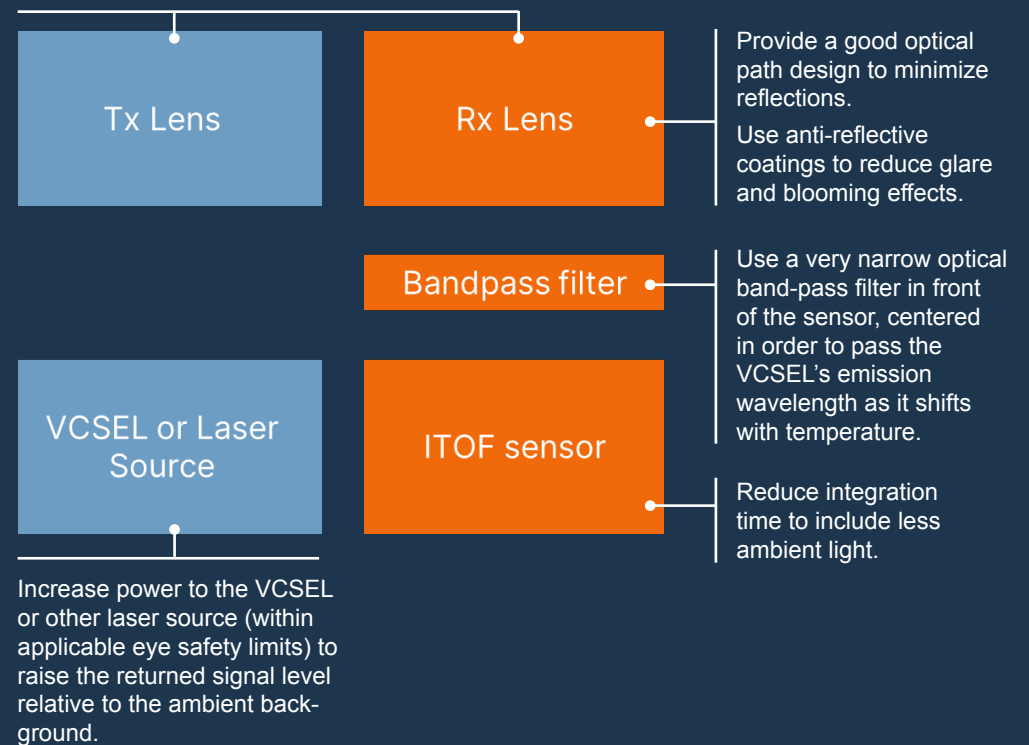 Tx Lens
Rx Lens
Provide a good optical
path design to minimize
reflections.
Use anti-reflective
coatings to reduce glare
and blooming effects.
Bandpass filter
Use a very narrow optical
band-pass filter in front
of the sensor, centered
in order to pass the
VCSEL's emission
wavelength as it shifts
with temperature.
VCSEL or Laser
Source
ITOF sensor
Reduce integration
time to include less
ambient light.
Increase power to the VCSEL
or other laser source (within
applicable eye safety limits) to
raise the returned signal level
relative to the ambient back-
ground.